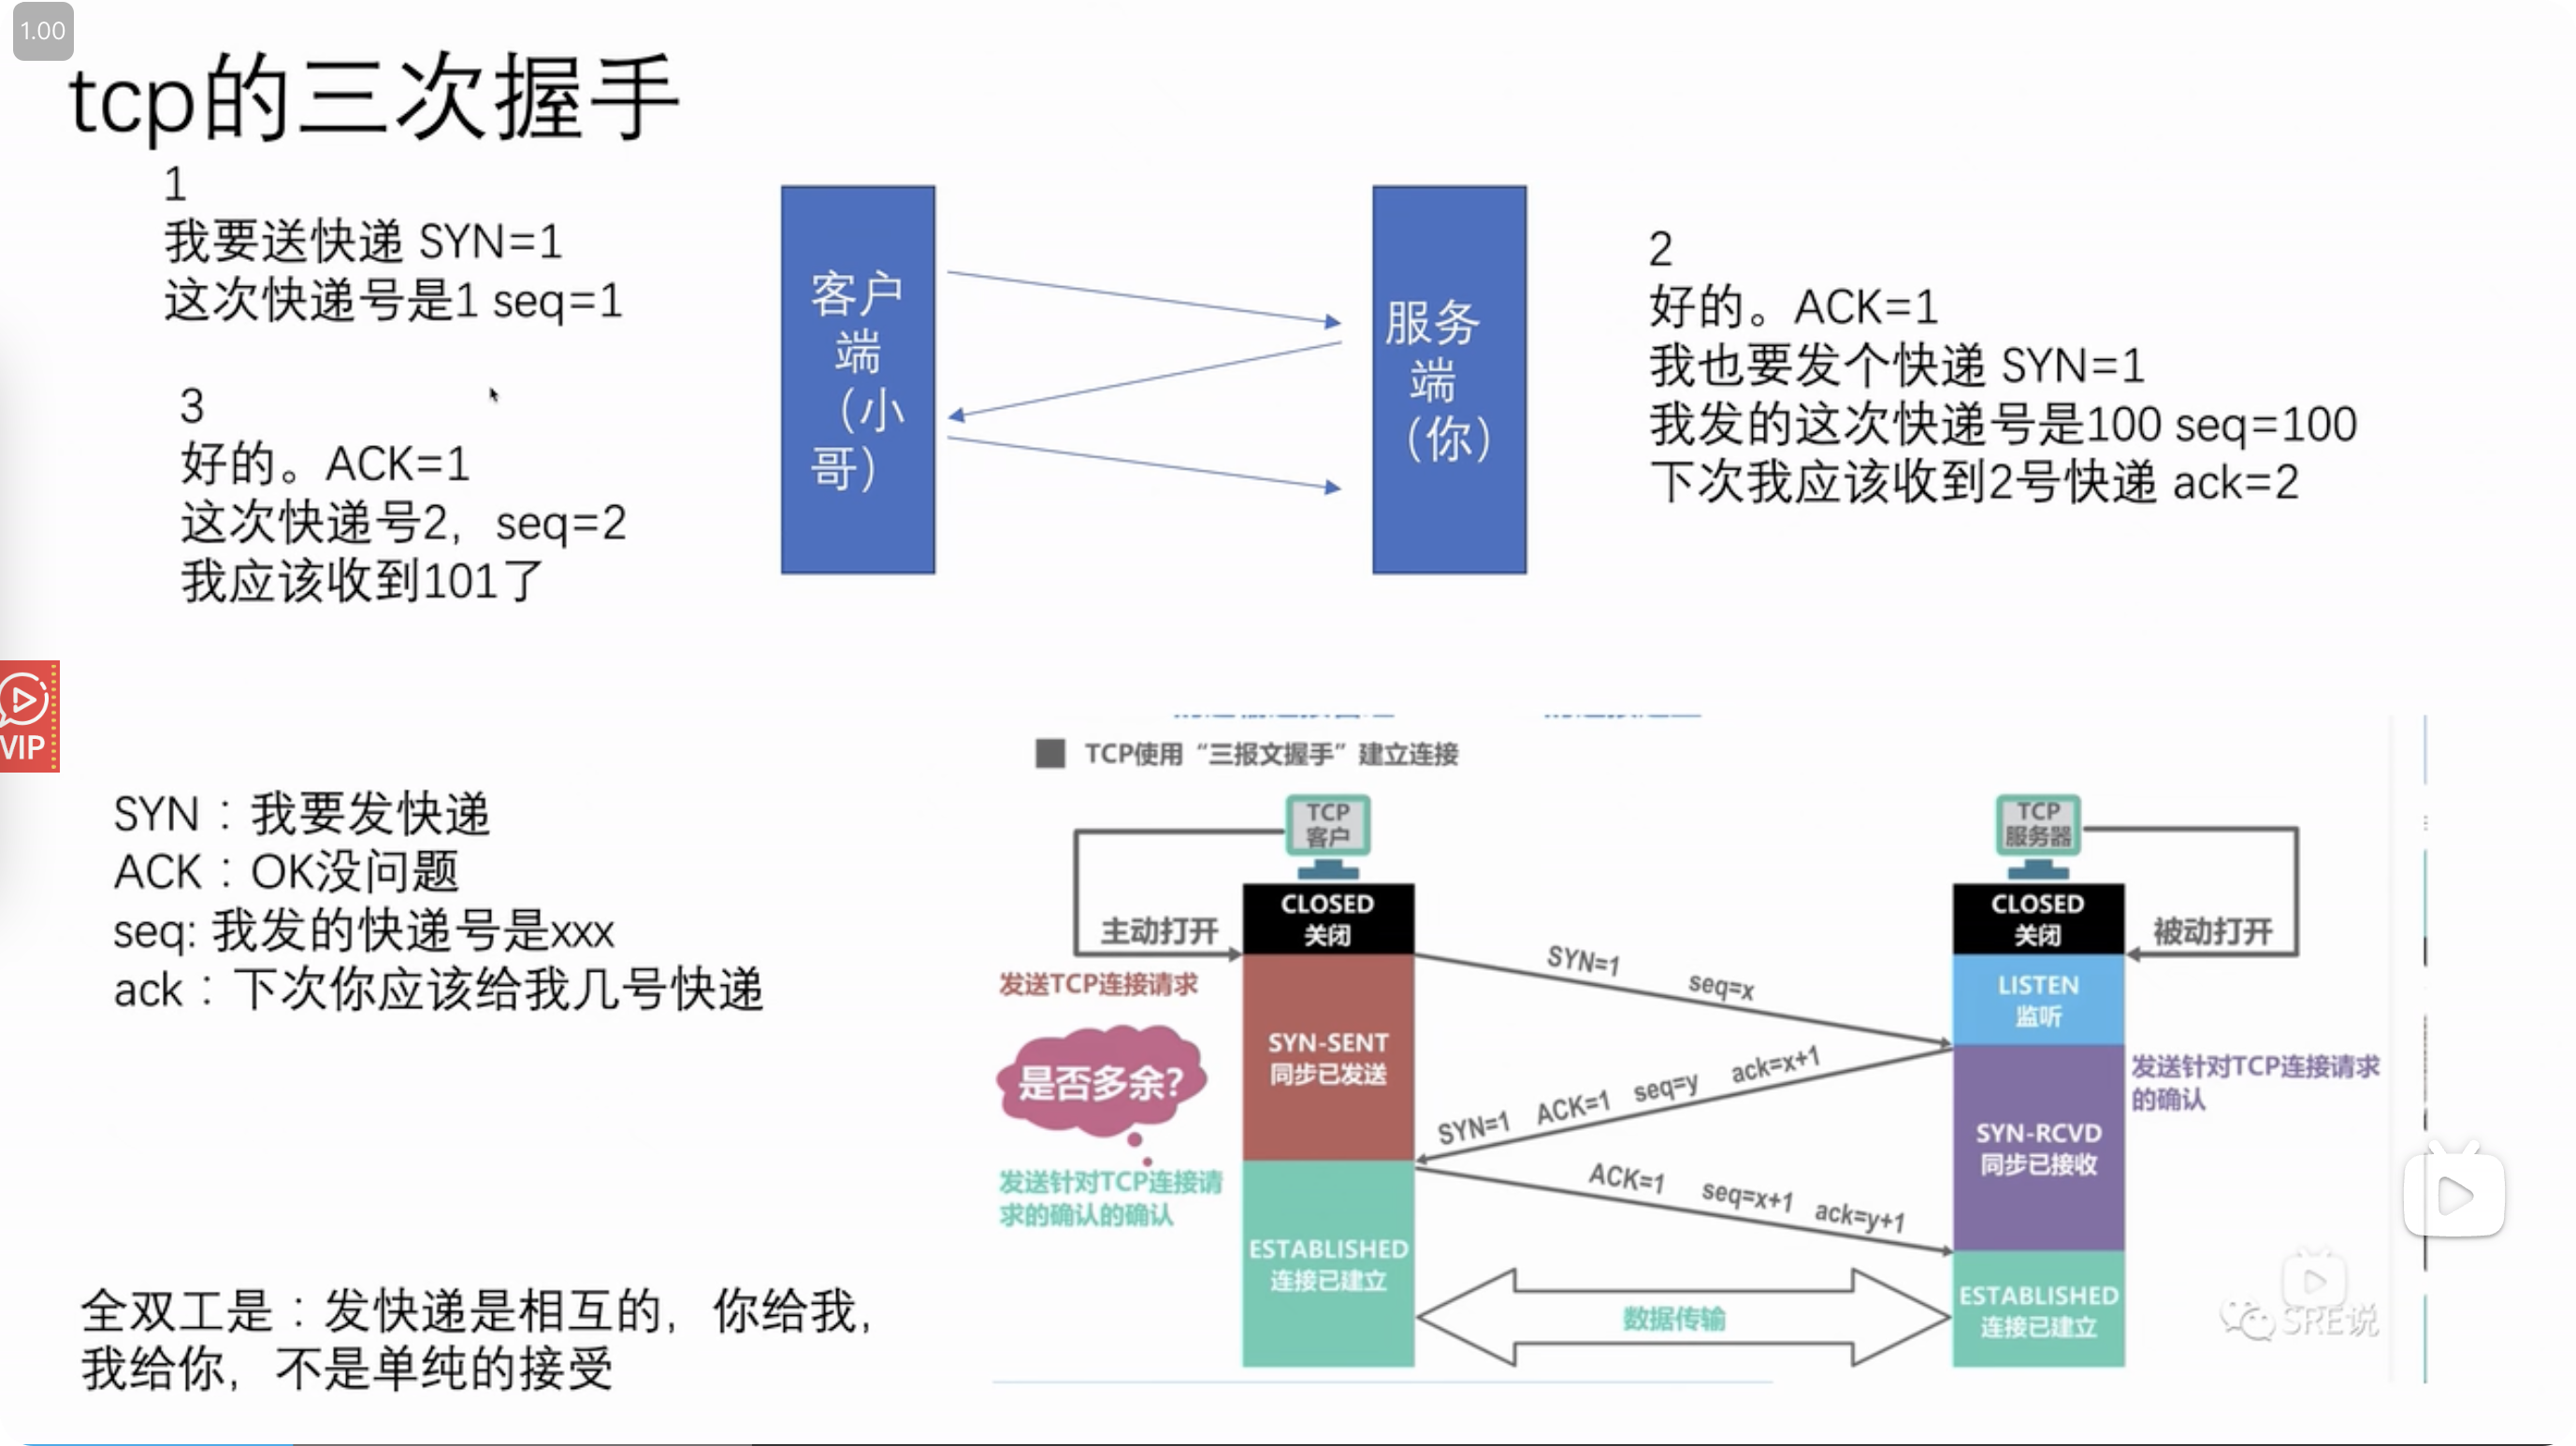 1.00
tcp的三次握手
1
我要送快递 SYN=1
这次快递号是1 seq=1
3
好的。ACK=1
这次快递号2，seq=2
我应该收到101了
客户
端
（小
哥）
服务
端
（你）
2
好的。ACK=1
我也要发个快递 SYN=1
我发的这次快递号是100 seq=100
下次我应该收到2号快递 ack=2
VIP
SYN：我要发快递
ACK：OK没问题
seq: 我发的快递号是xxx
ack：下次你应该给我几号快递
全双工是：发快递是相互的，你给我，
我给你，不是单纯的接受
TCP使用“三报文握手”建立连接
TCP
客户
TCP
服务器
主动打开
CLOSED
关闭
CLOSED
关闭
被动打开
发送TCP连接请求
SYN=1 seq=x
LISTEN
监听
是否多余?
SYN-SENT
同步已发送
SYN=1 ACK=1 seq=y ack=x+1
发送针对TCP连接请求
的确认
SYN-RCVD
同步已接收
发送针对TCP连接请
求的确认的确认
ACK=1 seq=x+1 ack=y+1
ESTABLISHED
连接已建立
数据传输
ESTABLISHED
连接已建立
SRE说